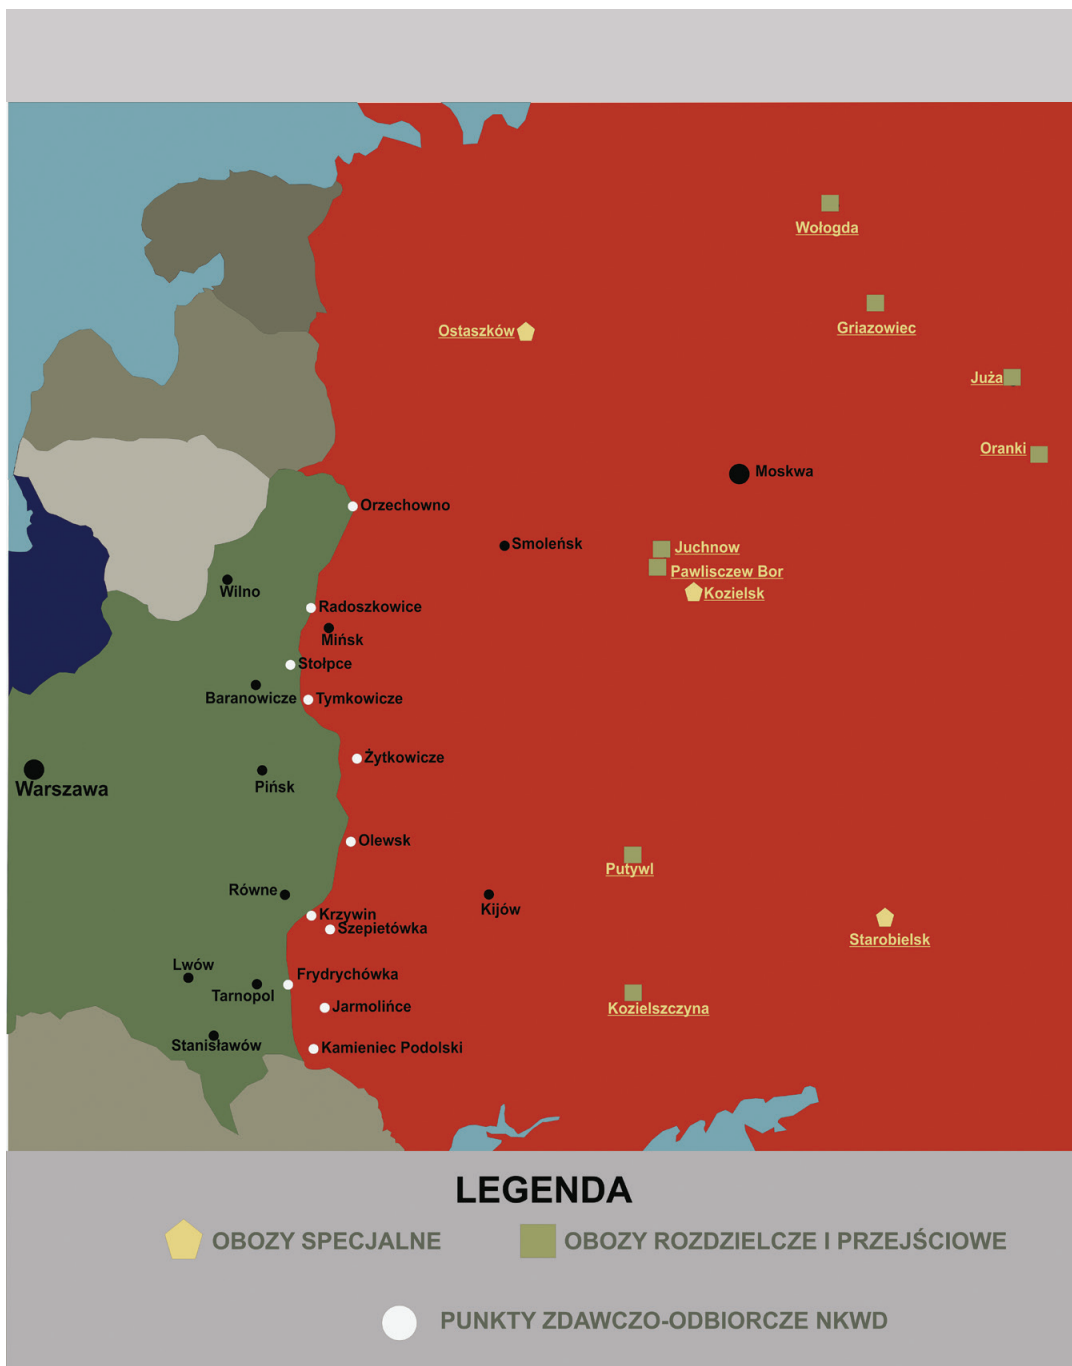 Wołogda
Griazowiec
Ostaszków
Juża
Oranki
Moskwa
Orzechowno
Smoleńsk
Juchnow
Pawlisczew Bor
Wilno
Kozielsk
Radoszkowice
Mińsk
Stołpce
Baranowicze
Tymkowicze
Żytkowicze
Warszawa
Pińsk
Olewsk
Putywl
Równe
Kijów
Krzywin
Szepietówka
Starobielsk
Lwów
Frydrychówka
Tarnopol
Jarmolińce
Kozielszczyna
Stanisławów
Kamieniec Podolski
LEGENDA
OBOZY SPECJALNE
OBOZY ROZDZIELCZE I PRZEJŚCIOWE
PUNKTY ZDAWCZO-ODBIORCZE NKWD